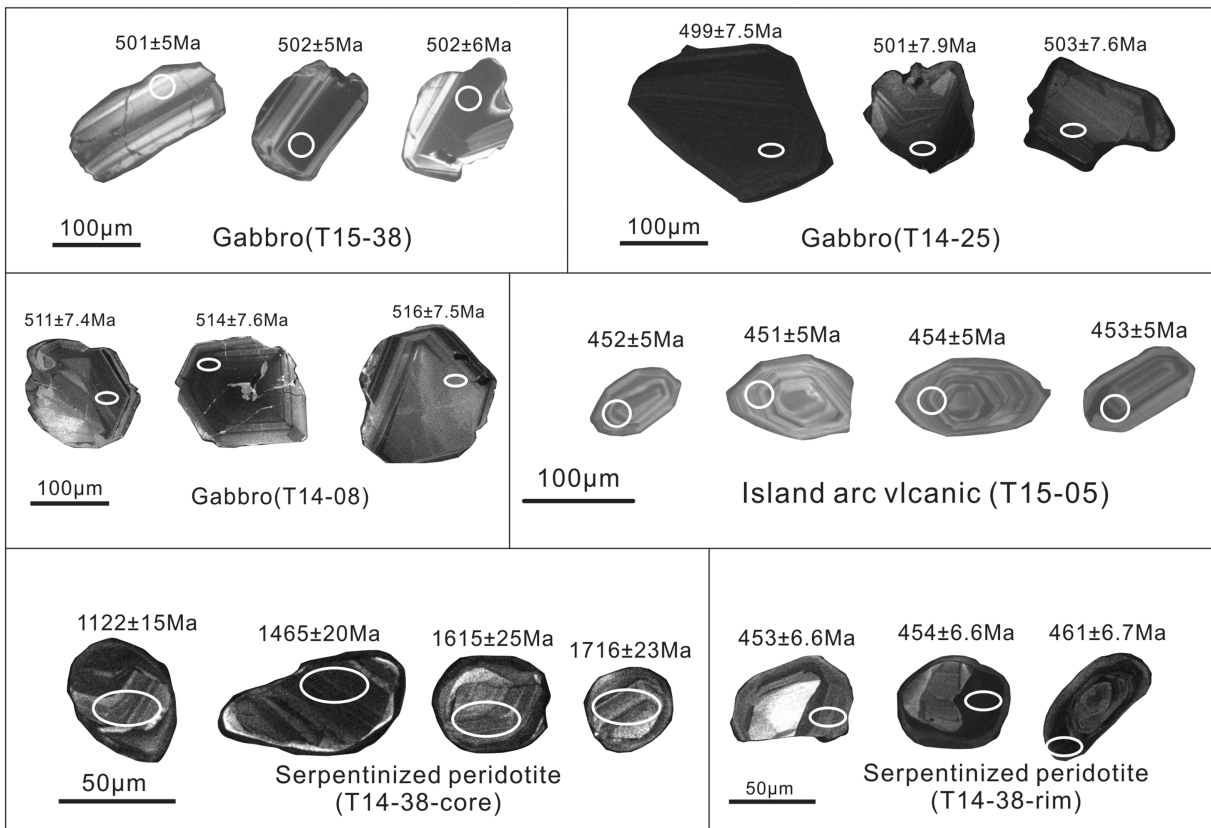 501±5Ma 502±5Ma 502±6Ma
100μm
Gabbro(T15-38)
499±7.5Ma 501±7.9Ma 503±7.6Ma
100μm
Gabbro(T14-25)
511±7.4Ma 514±7.6Ma 516±7.5Ma
100μm
Gabbro(T14-08)
452±5Ma 451±5Ma 454±5Ma 453±5Ma
100μm
Island arc vlcanic (T15-05)
1122±15Ma 1465±20Ma 1615±25Ma 1716±23Ma
50μm
Serpentinized peridotite
(T14-38-core)
453±6.6Ma 454±6.6Ma 461±6.7Ma
50μm
Serpentinized peridotite
(T14-38-rim)